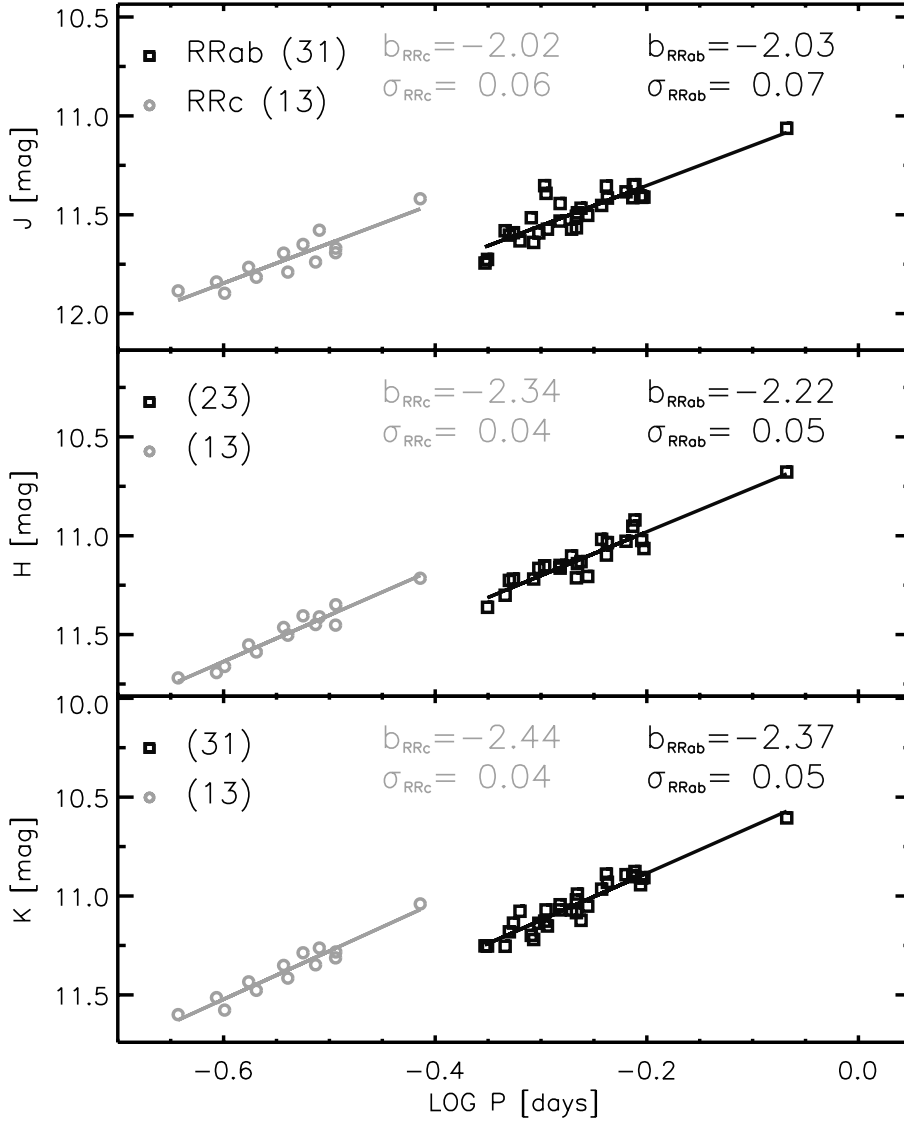 10.5
RRab (31) b_RRc=−2.02 b_RRab=−2.03
RRc (13) σ_RRc= 0.06 σ_RRab= 0.07
11.0
J [mag]
11.5
12.0
(23) b_RRc=−2.34 b_RRab=−2.22
(13) σ_RRc= 0.04 σ_RRab= 0.05
10.5
H [mag]
11.0
11.5
10.0
(31) b_RRc=−2.44 b_RRab=−2.37
(13) σ_RRc= 0.04 σ_RRab= 0.05
10.5
K [mag]
11.0
11.5
−0.6 −0.4 −0.2 0.0
LOG P [days]